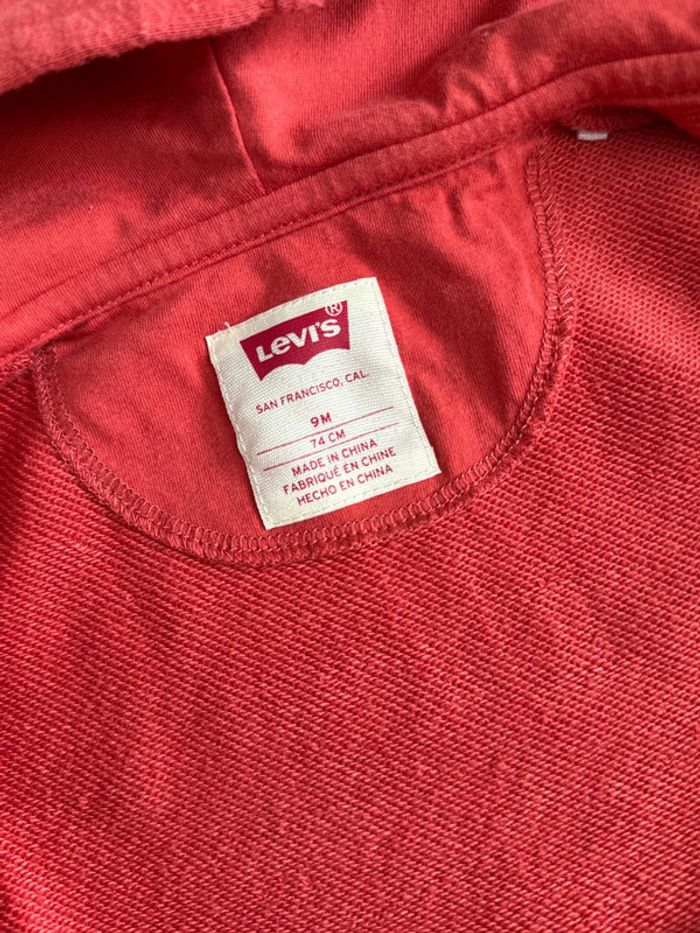 Levi's®
SAN FRANCISCO, CAL.
9M
74 CM
MADE IN CHINA
FABRIQUÉ EN CHINE
HECHO EN CHINA